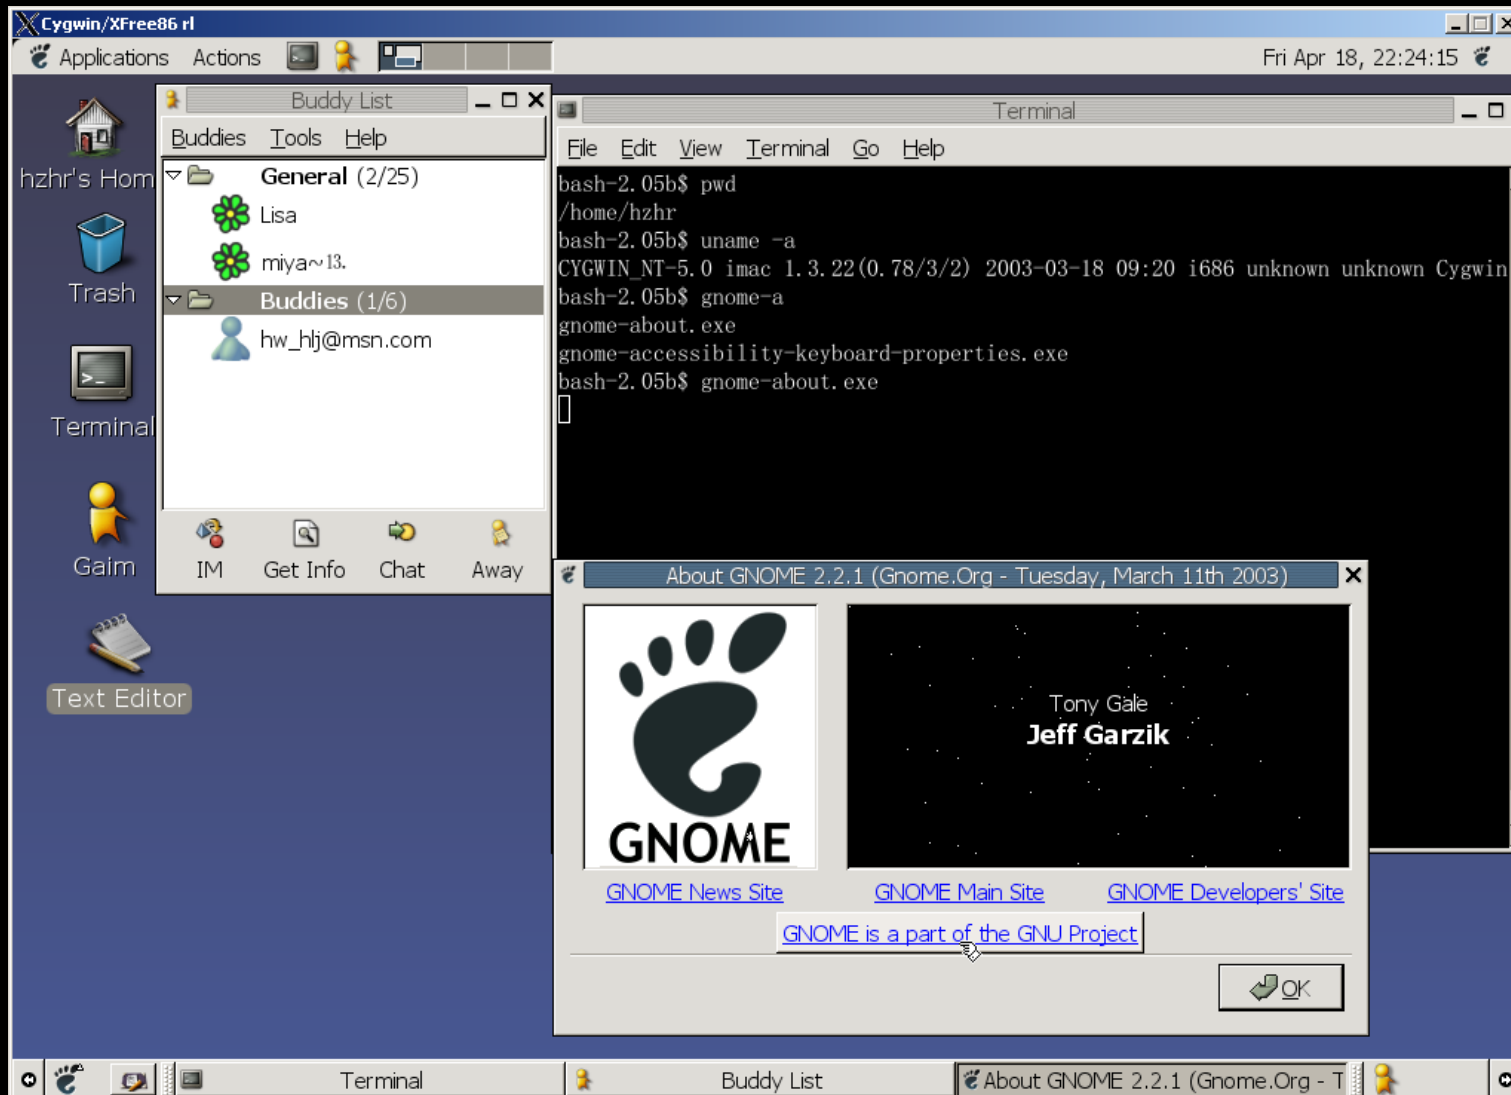 Cygwin/XFree86 rl
Applications Actions Fri Apr 18, 22:24:15
hzhr's Hom
Trash
Terminal
Gaim
Text Editor
Buddy List
Buddies Tools Help
General (2/25)
Lisa
miya~13.
Buddies (1/6)
hw_hlj@msn.com
IM Get Info Chat Away
Terminal
File Edit View Terminal Go Help
bash-2.05b$ pwd
/home/hzhr
bash-2.05b$ uname -a
CYGWIN_NT-5.0 imac 1.3.22(0.78/3/2) 2003-03-18 09:20 i686 unknown unknown Cygwin
bash-2.05b$ gnome-a
gnome-about.exe
gnome-accessibility-keyboard-properties.exe
bash-2.05b$ gnome-about.exe
About GNOME 2.2.1 (Gnome.Org - Tuesday, March 11th 2003)
GNOME
Tony Gale
Jeff Garzik
GNOME News Site GNOME Main Site GNOME Developers' Site
GNOME is a part of the GNU Project
OK
Terminal Buddy List About GNOME 2.2.1 (Gnome.Org - T